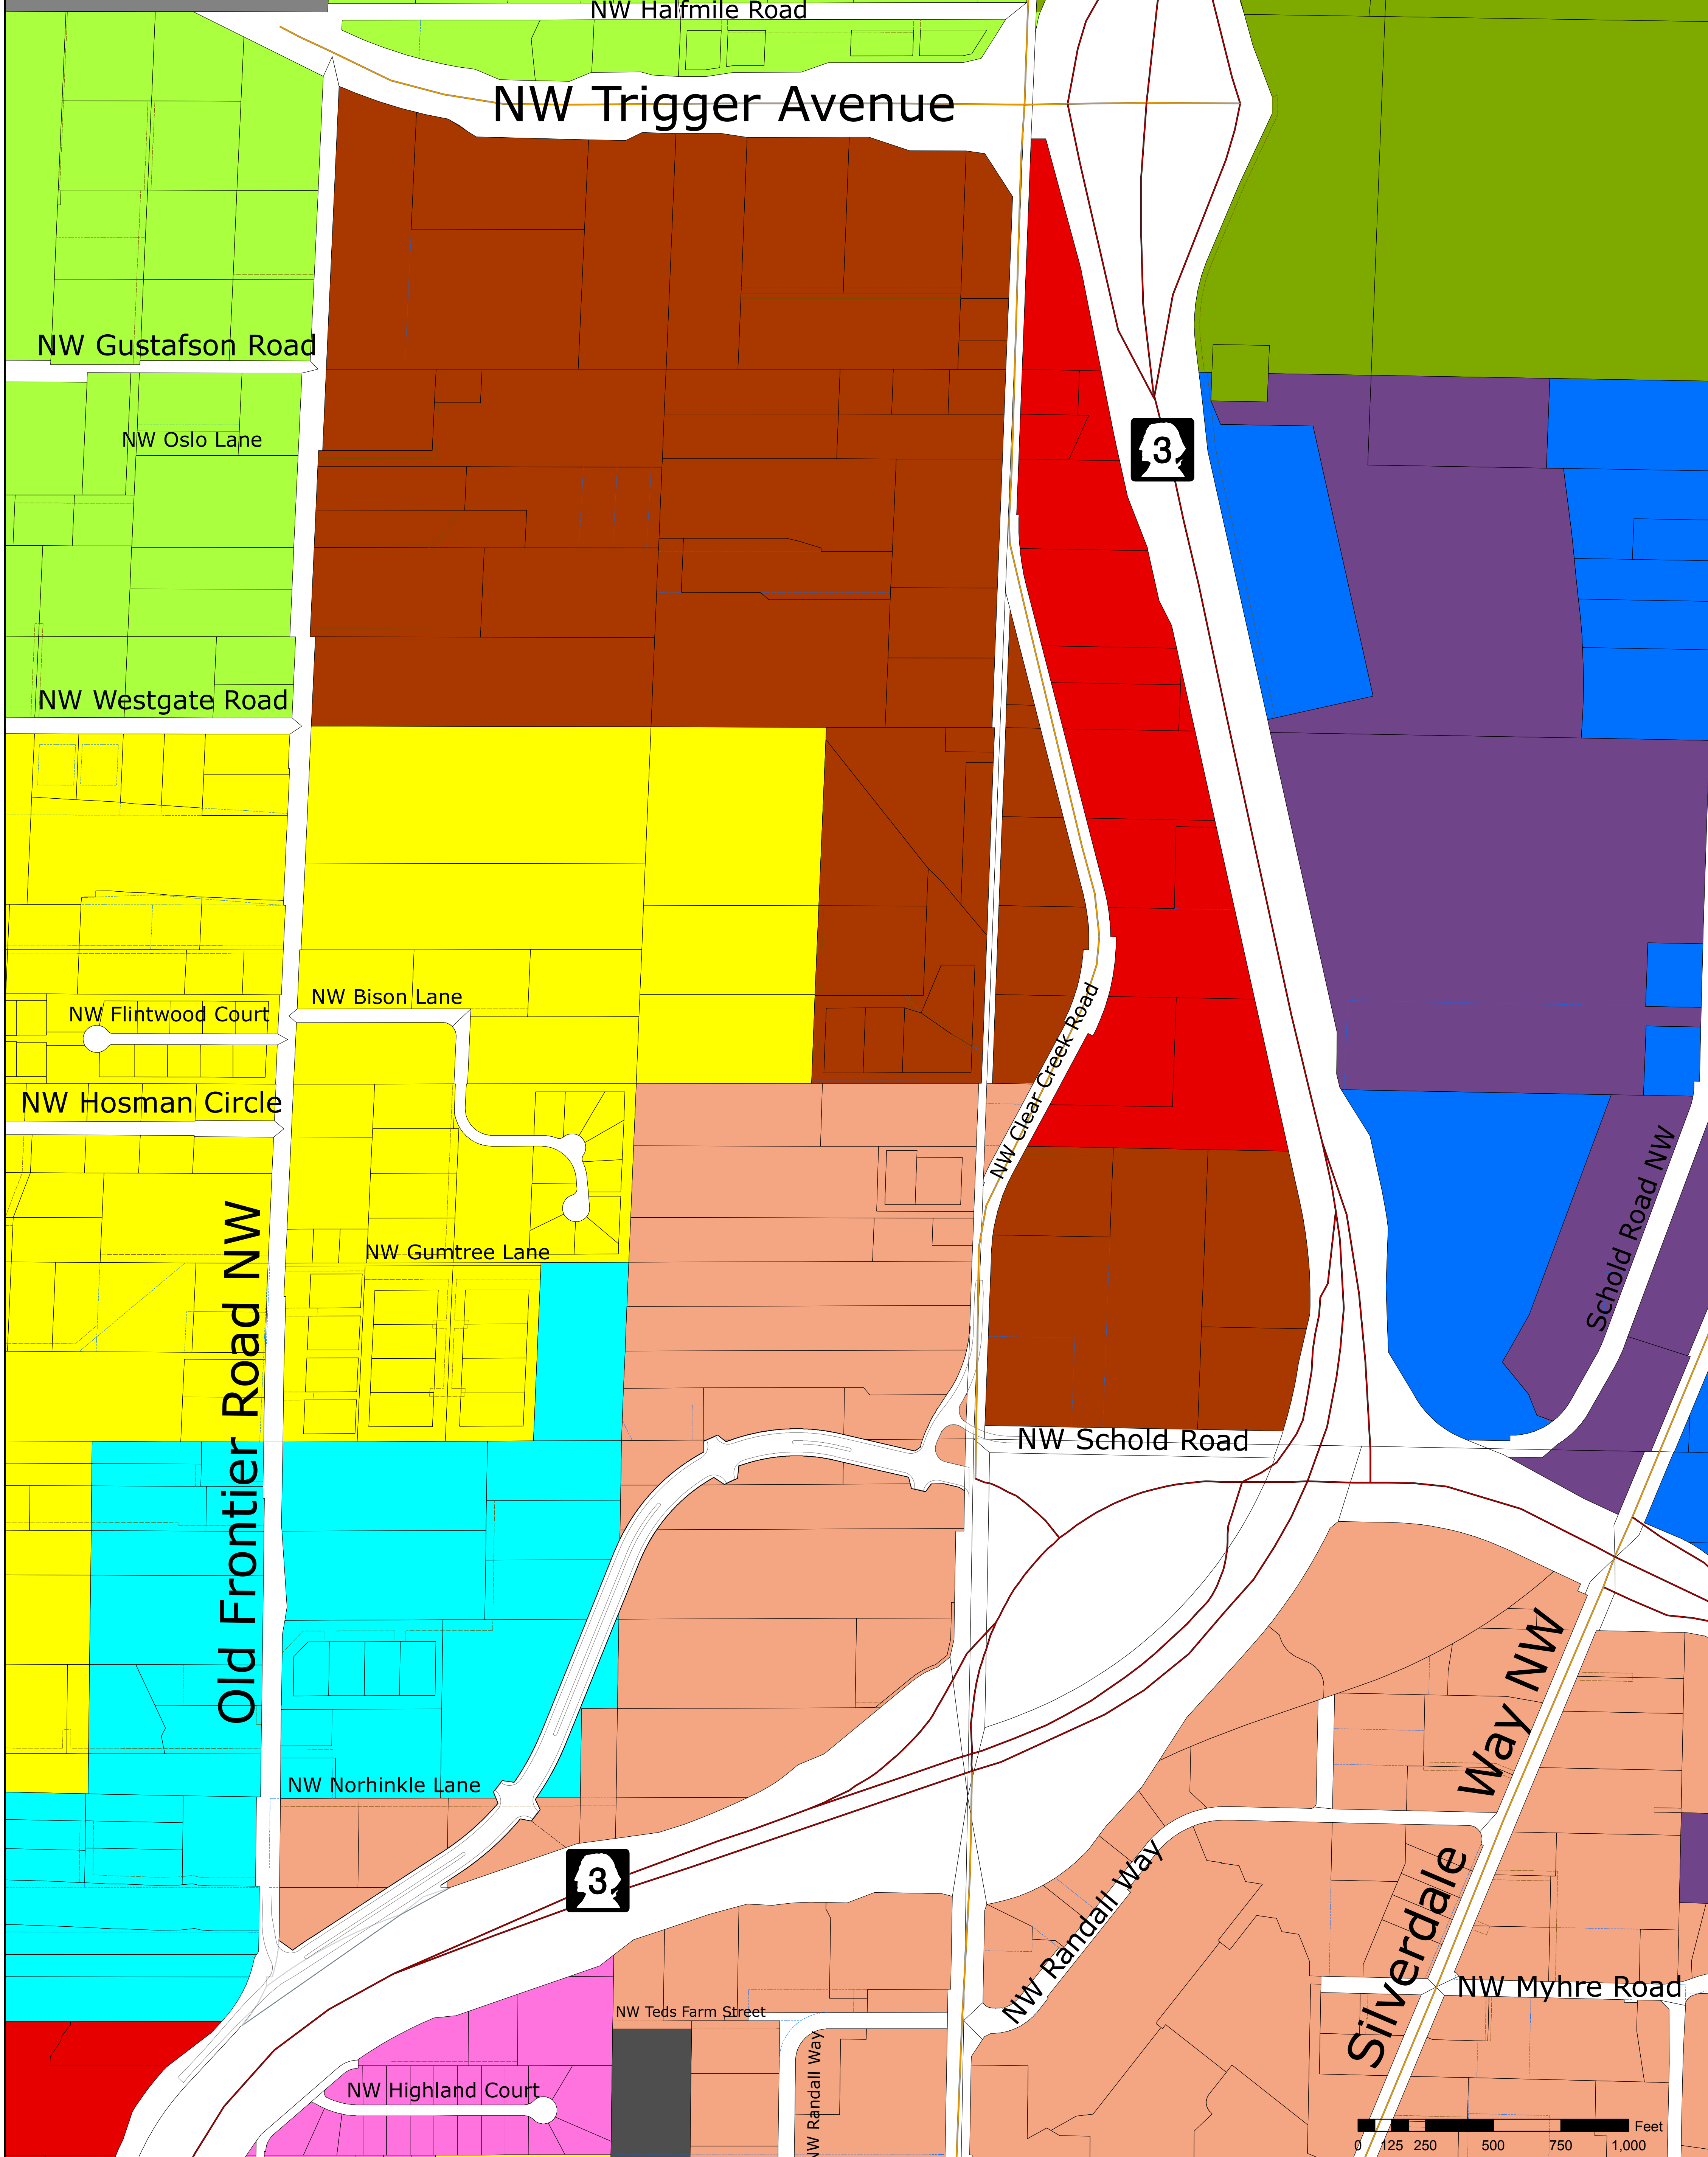 NW Halfmile Road
NW Trigger Avenue
NW Gustafson Road
NW Oslo Lane
3
NW Westgate Road
NW Bison Lane
NW Flintwood Court
NW Clear Creek Road
NW Hosman Circle
Schold Road NW
NW Gumtree Lane
Old Frontier Road NW
NW Schold Road
Silverdale Way NW
NW Norhinkle Lane
3
NW Randall Way
NW Myhre Road
NW Teds Farm Street
NW Randall Way
NW Highland Court
Feet
0 125 250 500 750 1,000